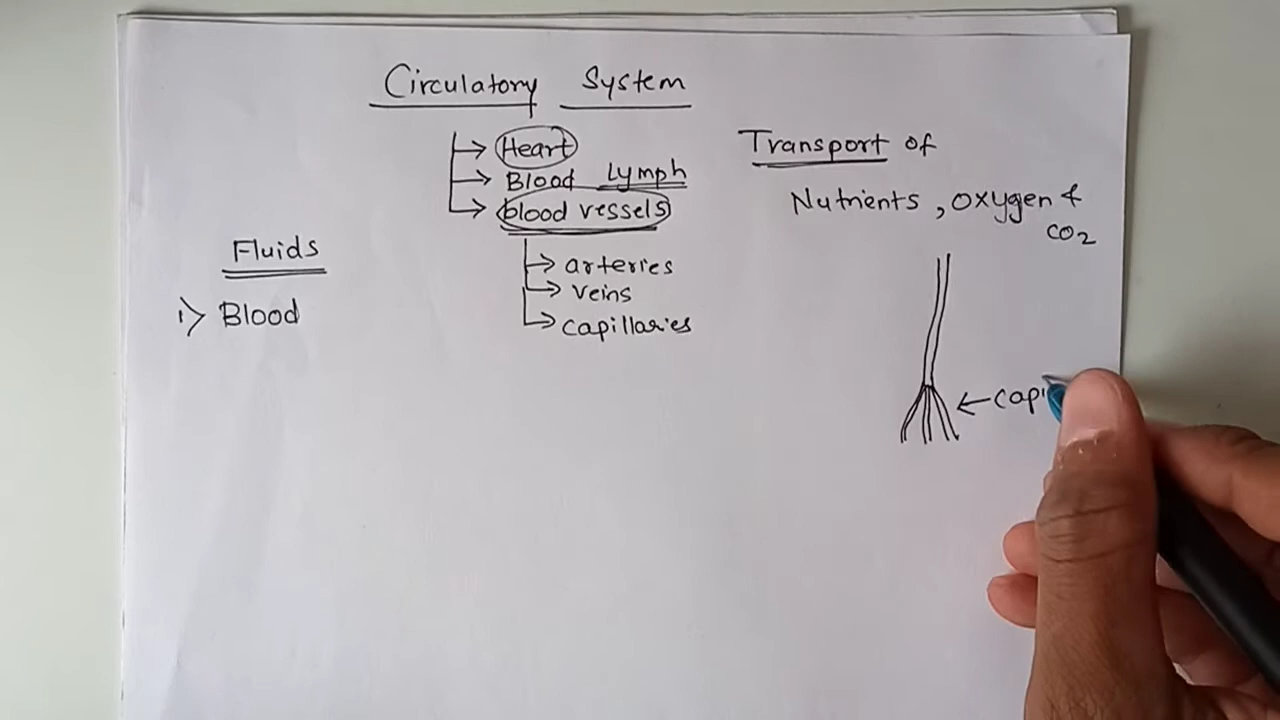 Circulatory System
Heart
Blood Lymph
blood vessels
arteries
veins
capillaries
Transport of
Nutrients, oxygen &
CO2
Fluids
1) Blood